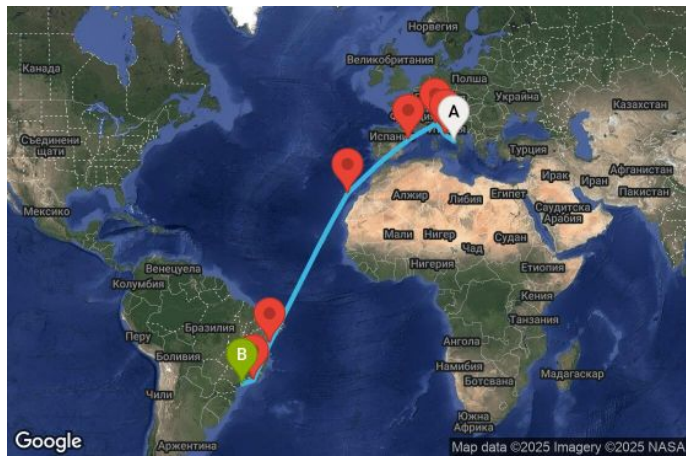 Норвегия
Канада
Великобритания
Полша
Украйна
Казахстан
Съединени
щати
Турция
Ирак
Афганистан
Иран
Пакистан
Алжир
Либия
Египет
Саудитска
Арабия
Мексико
Мали
Нигер
Судан
Чад
Венецуела
Нигерия
Етиопия
Колумбия
Кения
Бразилия
Танзания
Перу
Ангола
Боливия
Намибия
Мадагаскар
Ботсвана
Чили
Южна
Африка
Аржентина
A
B
Google
Map data ©2025 Imagery ©2025 NASA